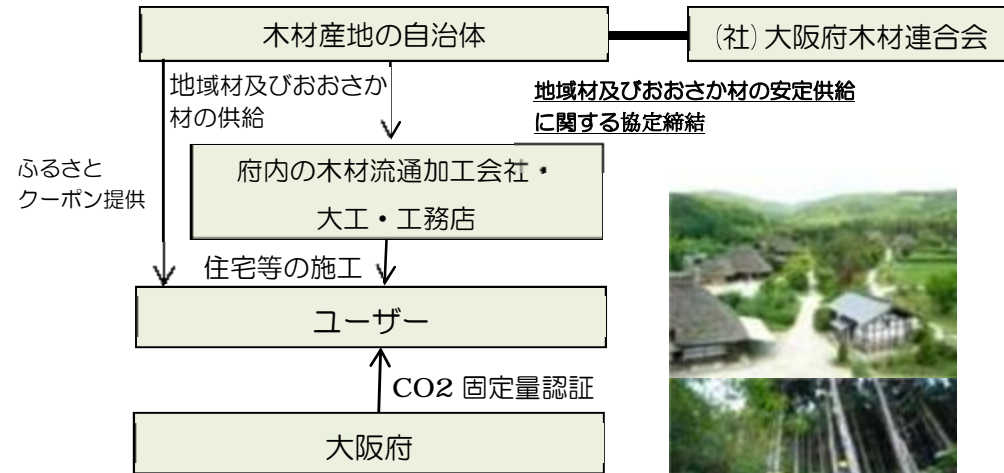 木材産地の自治体
(社)大阪府木材連合会
地域材及びおおさか
材の供給
地域材及びおおさか材の安定供給
に関する協定締結
ふるさと
クーポン提供
府内の木材流通加工会社・
大工・工務店
住宅等の施工
ユーザー
CO2 固定量認証
大阪府